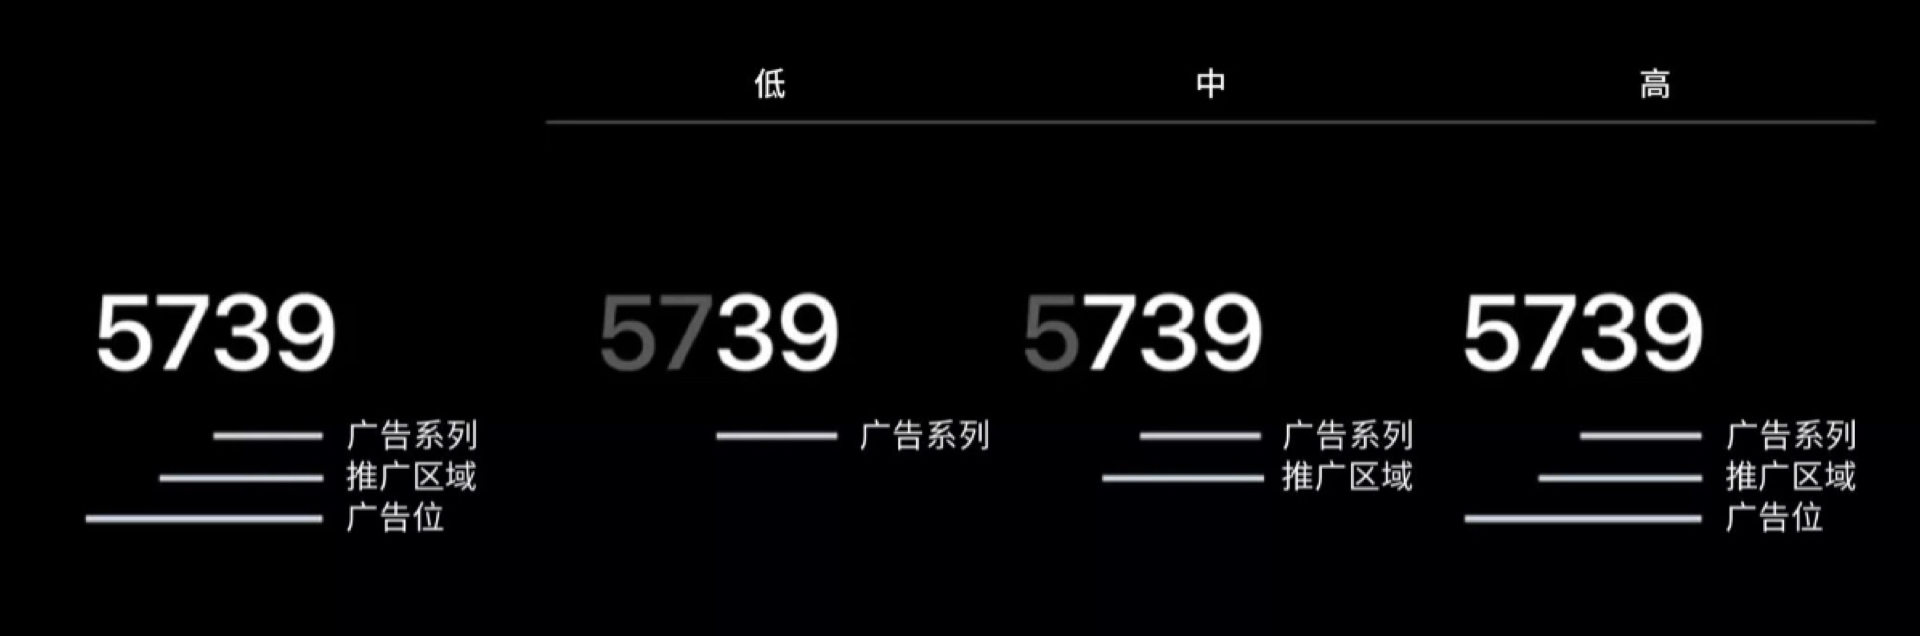 低 中 高
5739 5739 5739 5739
广告系列 广告系列 广告系列 广告系列
推广区域 推广区域 推广区域
广告位 广告位